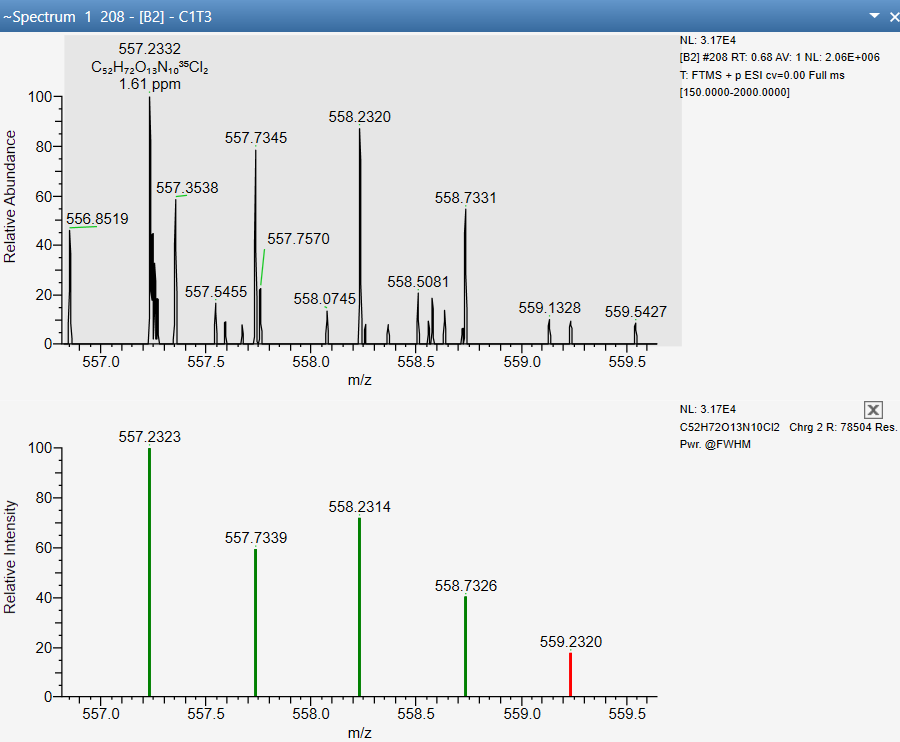 ~Spectrum 1 208 - [B2] - C1T3
NL: 3.17E4
[B2] #208 RT: 0.68 AV: 1 NL: 2.06E+006
T: FTMS + p ESI cv=0.00 Full ms
[150.0000-2000.0000]
557.2332
C₅₂H₇₂O₁₃N₁₀³⁵Cl₂
1.61 ppm
558.2320
557.7345
557.3538
558.7331
556.8519
557.7570
558.5081
557.5455
558.0745
559.1328
559.5427
Relative Abundance
100
80
60
40
20
0
557.0 557.5 558.0 558.5 559.0 559.5
m/z
NL: 3.17E4
X
C52H72O13N10Cl2 Chrg 2 R: 78504 Res.
Pwr. @FWHM
557.2323
558.2314
557.7339
558.7326
559.2320
Relative Intensity
100
80
60
40
20
0
557.0 557.5 558.0 558.5 559.0 559.5
m/z